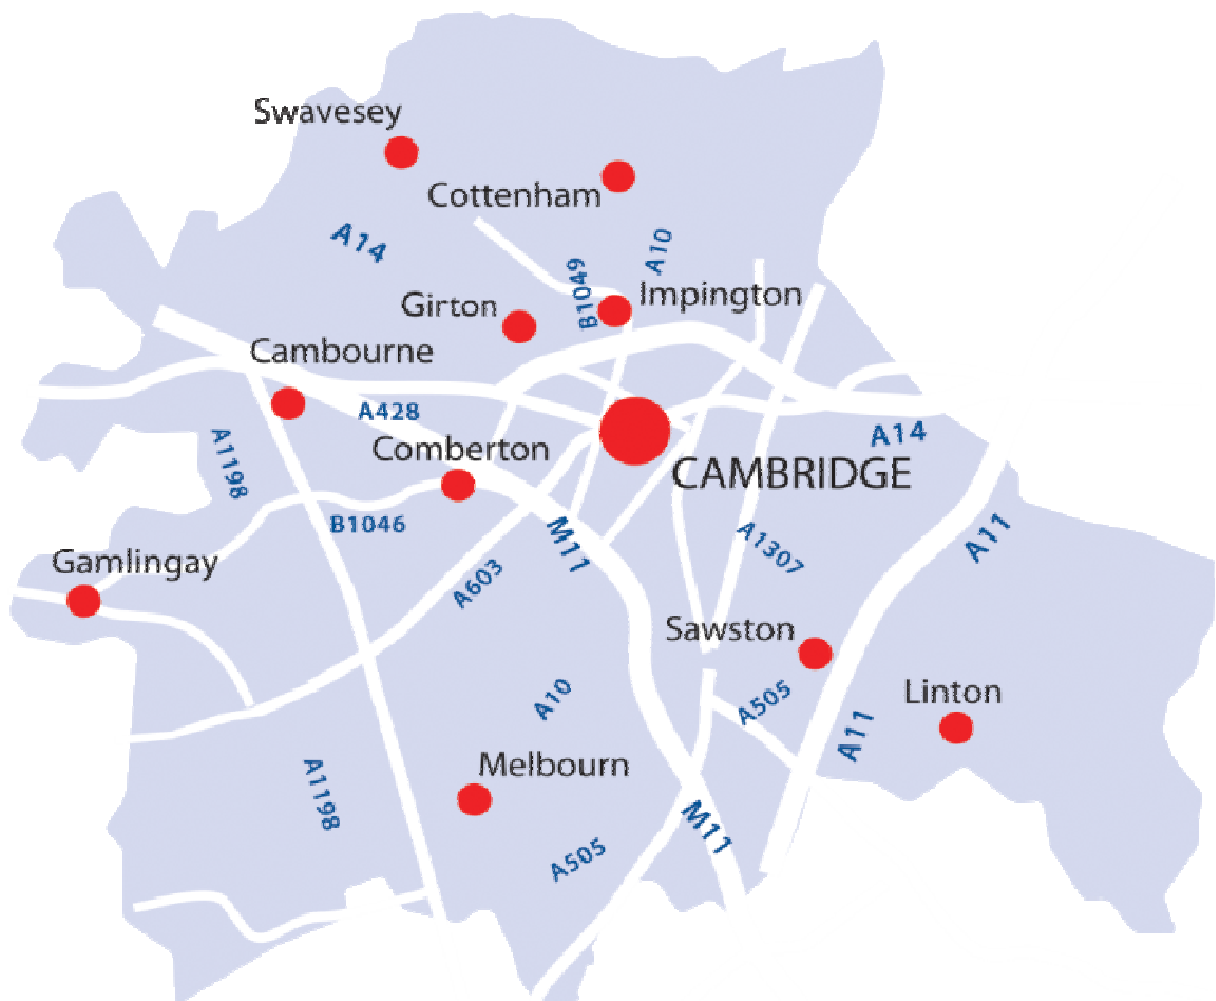 Swavesey
Cottenham
A14
A10
B1049
Impington
Girton
Cambourne
A428
A14
Comberton
CAMBRIDGE
A1198
B1046
M11
A1307
A11
Gamlingay
A603
Sawston
A10
A505
Linton
A11
Melbourn
A1198
M11
A505